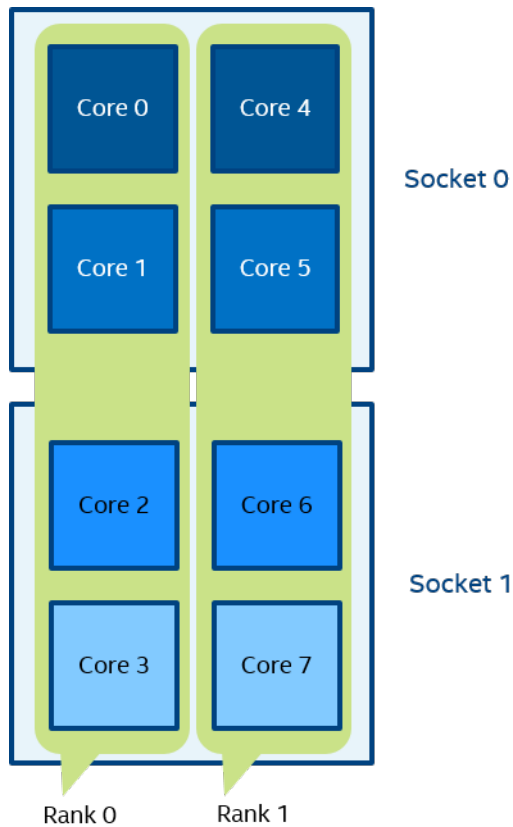 Core 0
Core 4
Socket 0
Core 1
Core 5
Core 2
Core 6
Socket 1
Core 3
Core 7
Rank 0
Rank 1